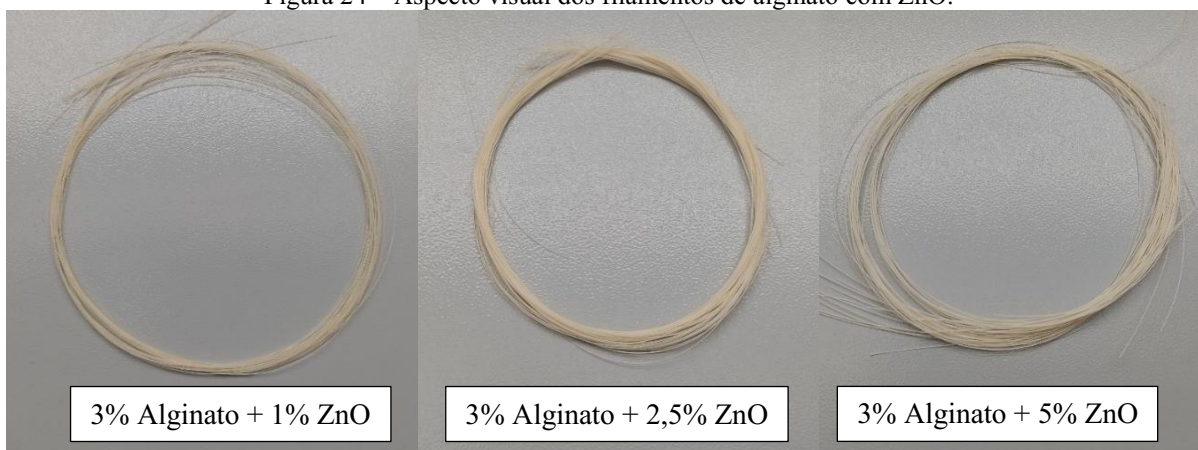 Figura 24 – Aspecto visual dos filamentos de alginato com ZnO.
3% Alginato + 1% ZnO
3% Alginato + 2,5% ZnO
3% Alginato + 5% ZnO